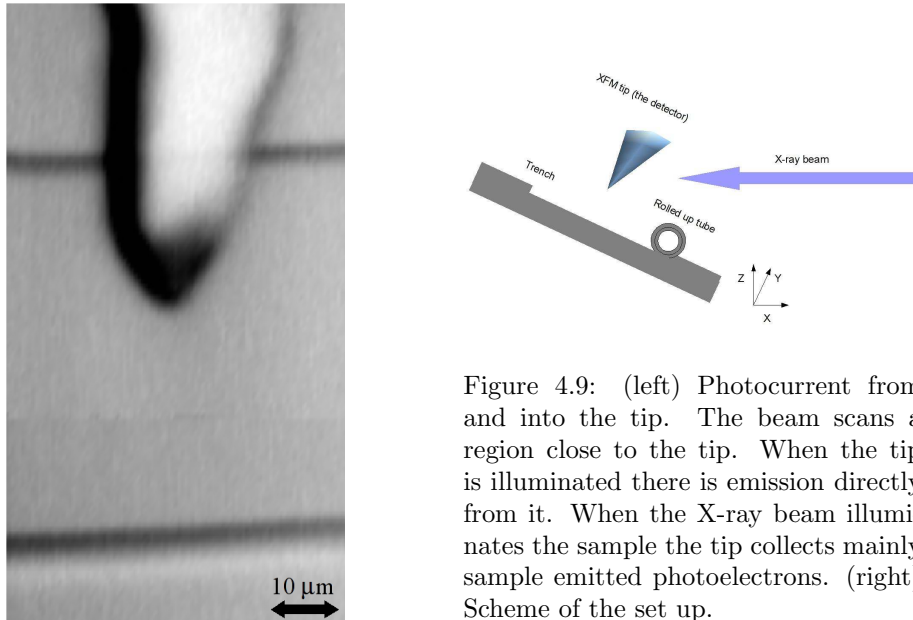 10 µm
XFM tip (the detector)
X-ray beam
Trench
Rolled up tube
Z
Y
X
Figure 4.9: (left) Photocurrent from
and into the tip. The beam scans a
region close to the tip. When the tip
is illuminated there is emission directly
from it. When the X-ray beam illumi
nates the sample the tip collects mainly
sample emitted photoelectrons. (right)
Scheme of the set up.